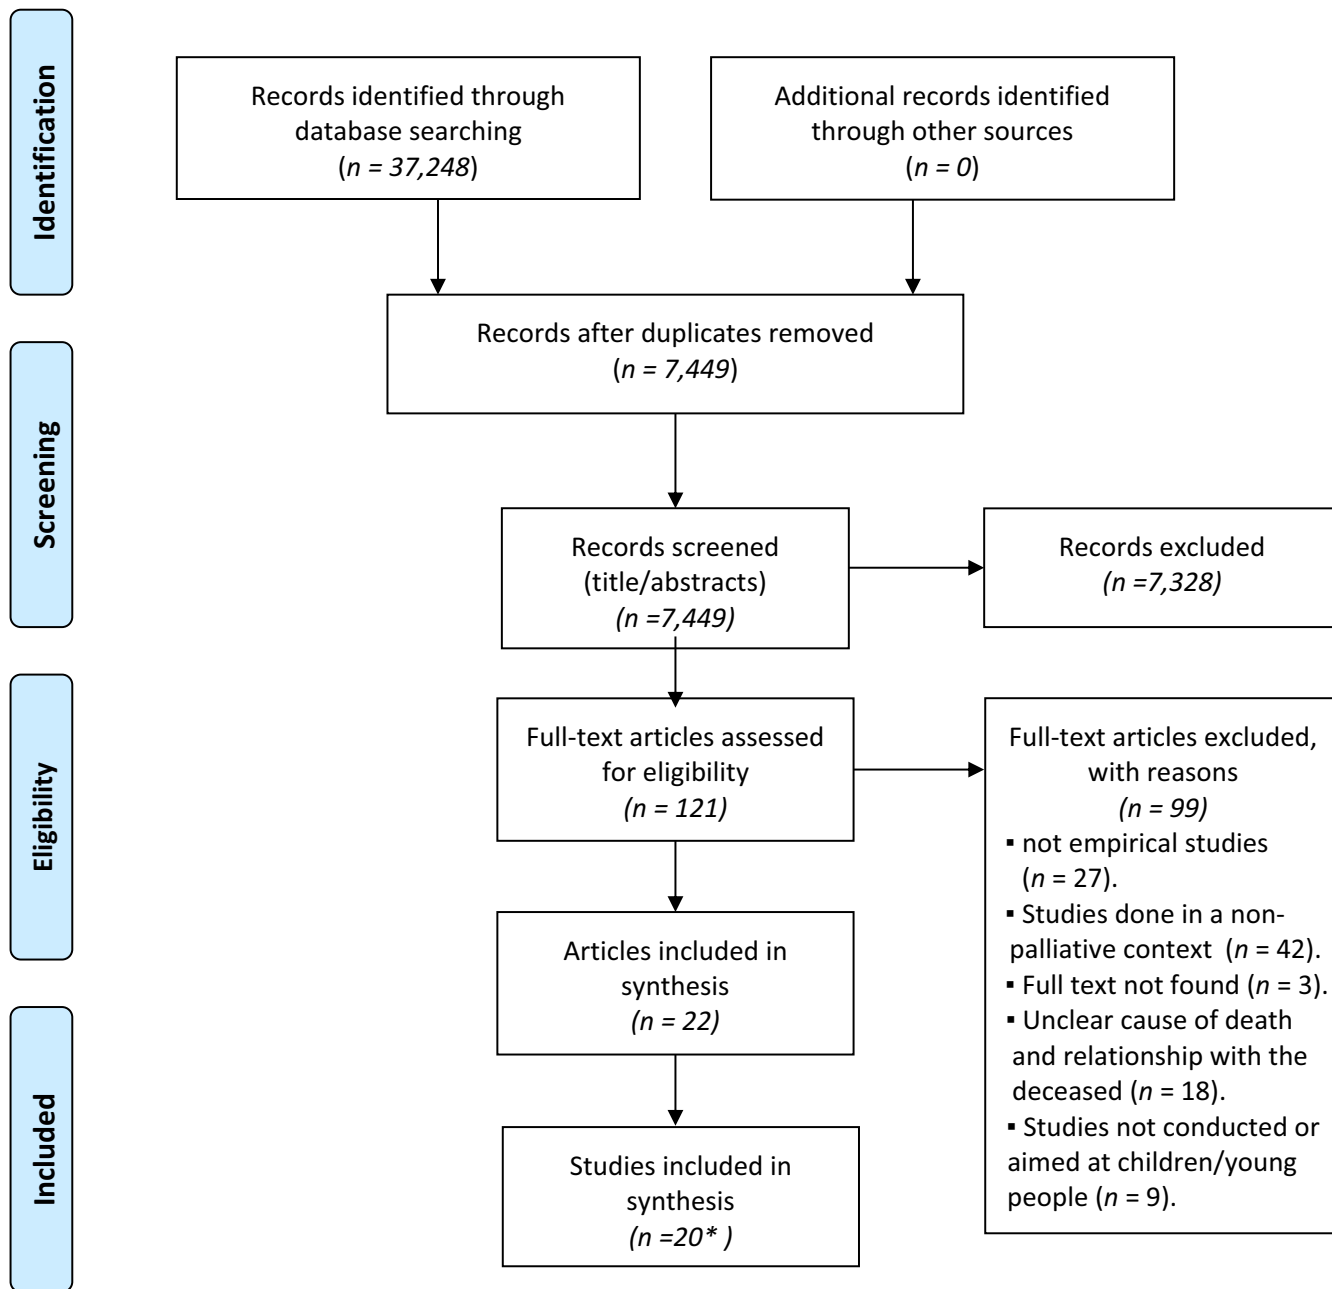 Identification
Records identified through
database searching
(n = 37,248)
Additional records identified
through other sources
(n = 0)
Records after duplicates removed
(n = 7,449)
Screening
Records screened
(title/abstracts)
(n =7,449)
Records excluded
(n =7,328)
Eligibility
Full-text articles assessed
for eligibility
(n = 121)
Full-text articles excluded,
with reasons
(n = 99)
▪ not empirical studies
(n = 27).
▪ Studies done in a non-
palliative context (n = 42).
▪ Full text not found (n = 3).
▪ Unclear cause of death
and relationship with the
deceased (n = 18).
▪ Studies not conducted or
aimed at children/young
people (n = 9).
Articles included in
synthesis
(n = 22)
Included
Studies included in
synthesis
(n =20* )